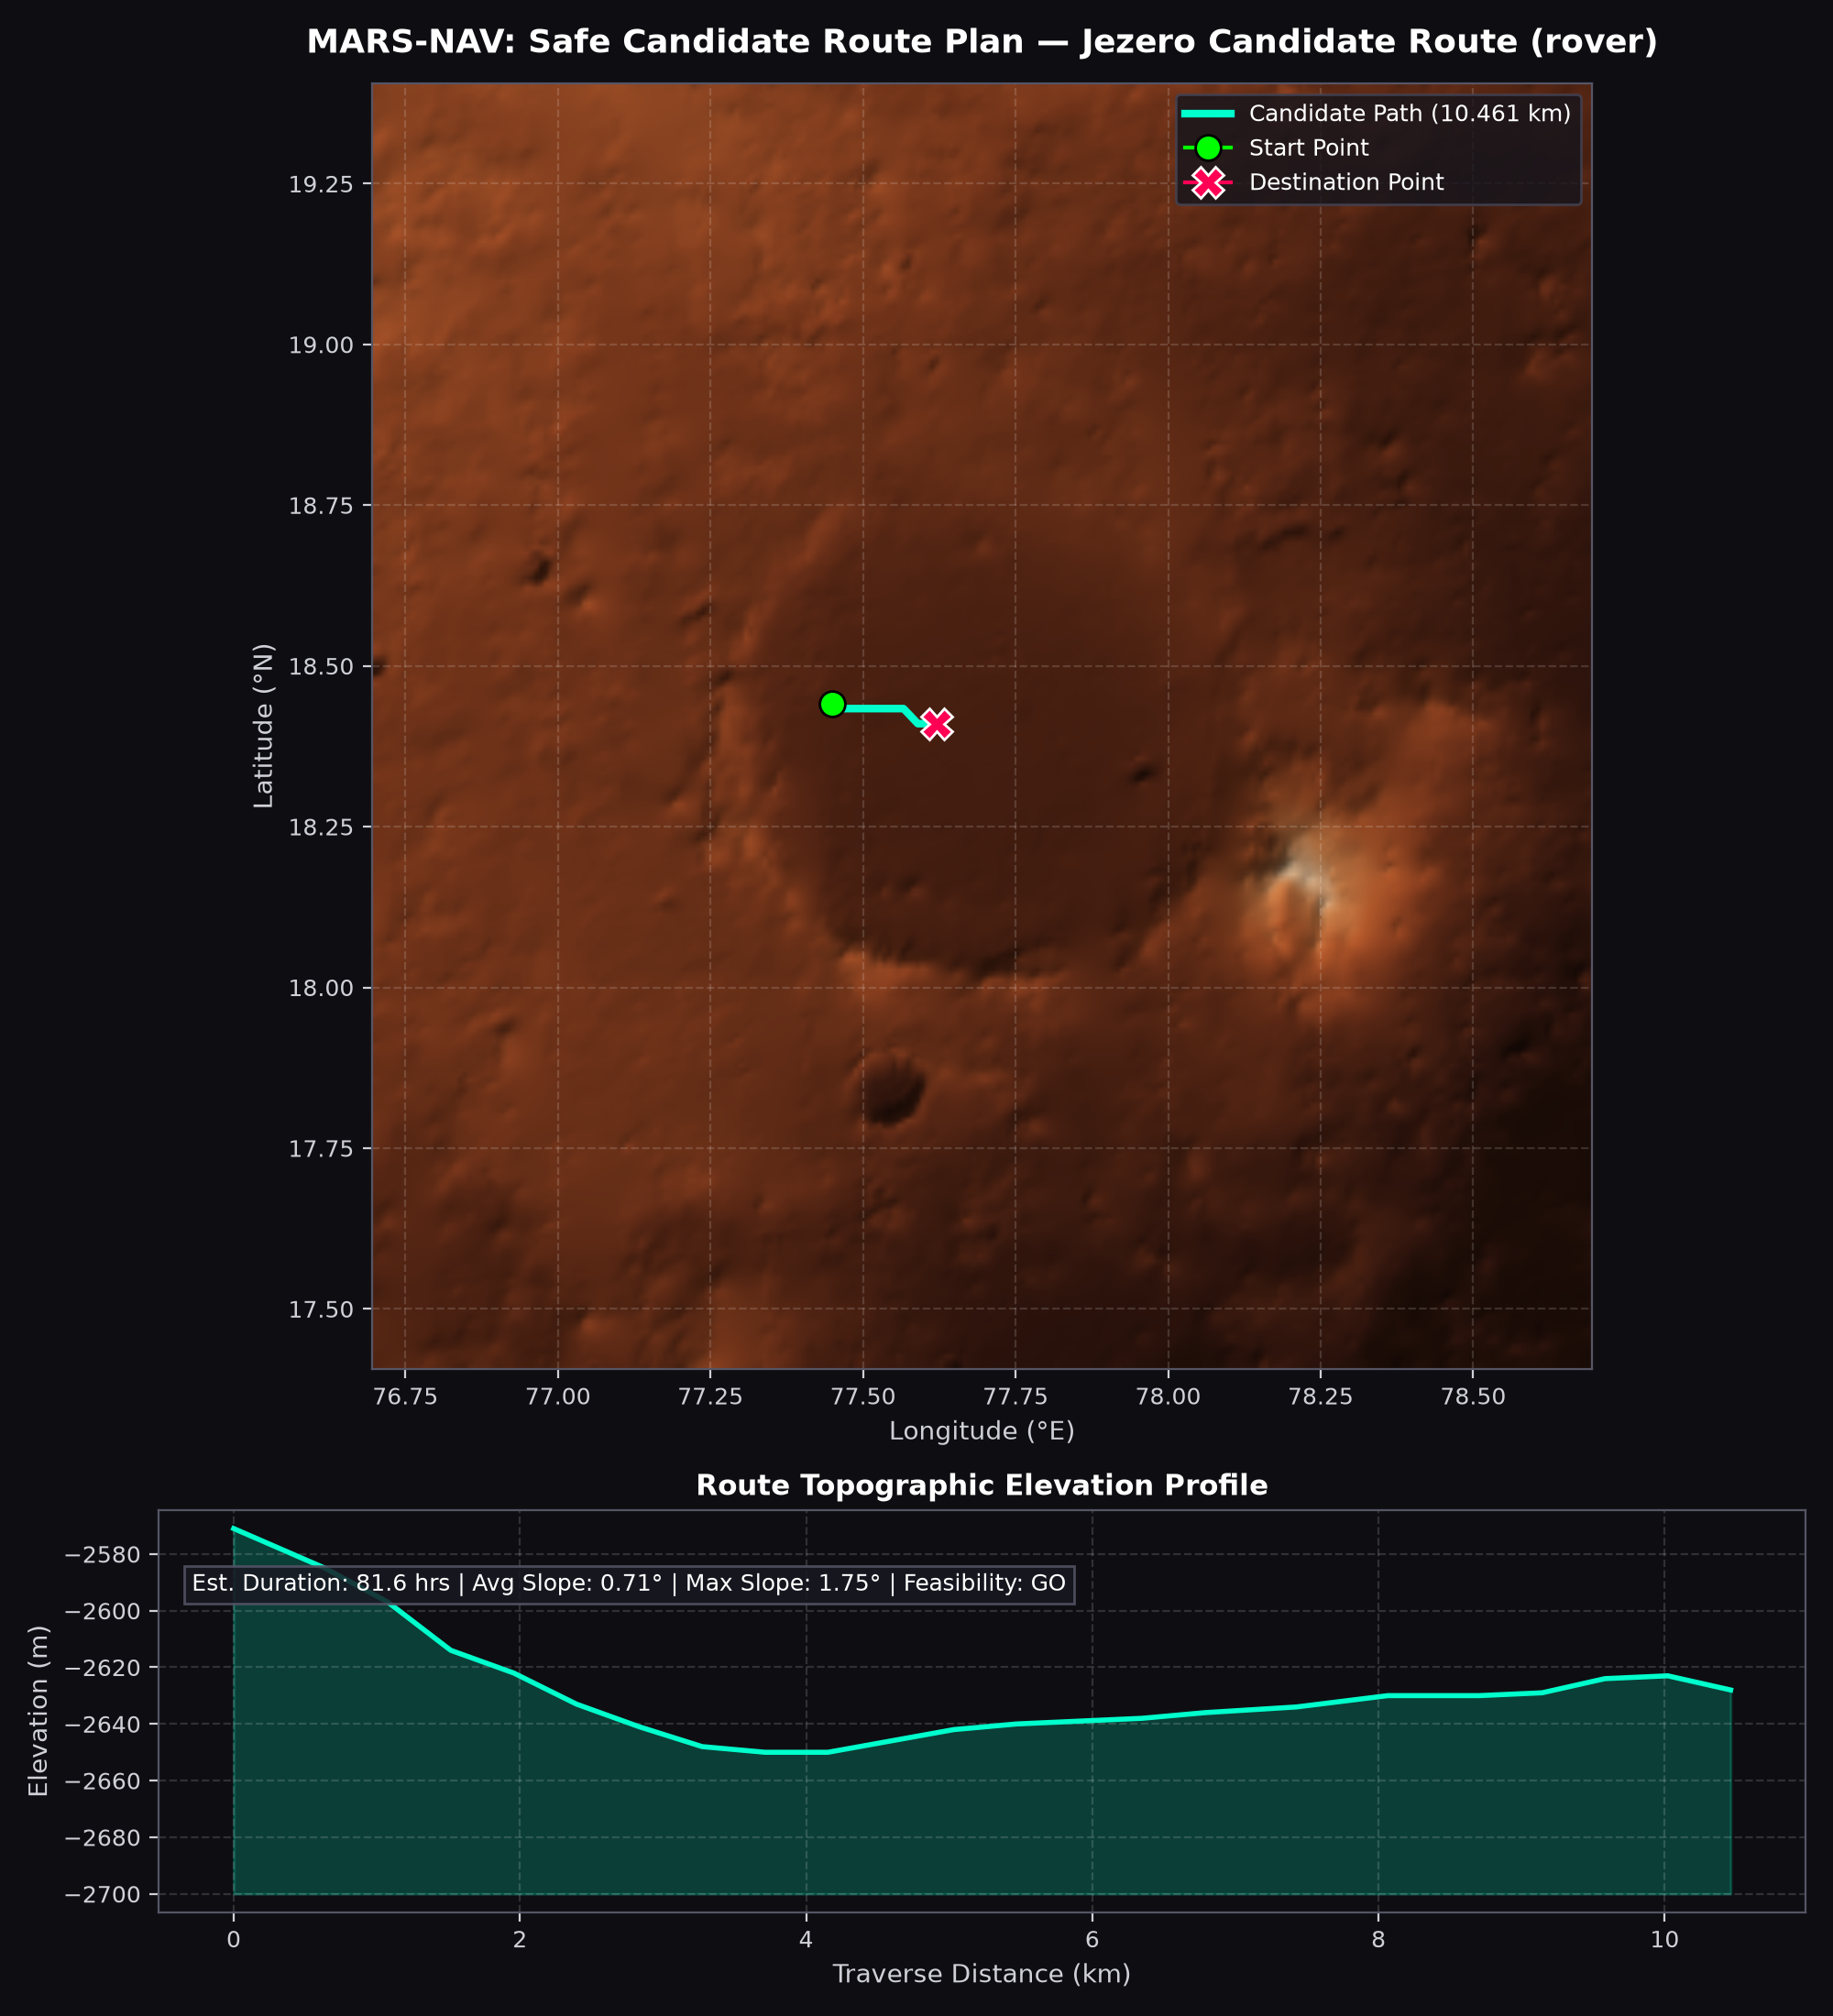 MARS-NAV: Safe Candidate Route Plan — Jezero Candidate Route (rover)
Candidate Path (10.461 km)
Start Point
Destination Point
19.25
19.00
18.75
18.50
18.25
18.00
17.75
17.50
Latitude (°N)
76.75 77.00 77.25 77.50 77.75 78.00 78.25 78.50
Longitude (°E)
Route Topographic Elevation Profile
Est. Duration: 81.6 hrs | Avg Slope: 0.71° | Max Slope: 1.75° | Feasibility: GO
−2580
−2600
−2620
−2640
−2660
−2680
−2700
Elevation (m)
0 2 4 6 8 10
Traverse Distance (km)